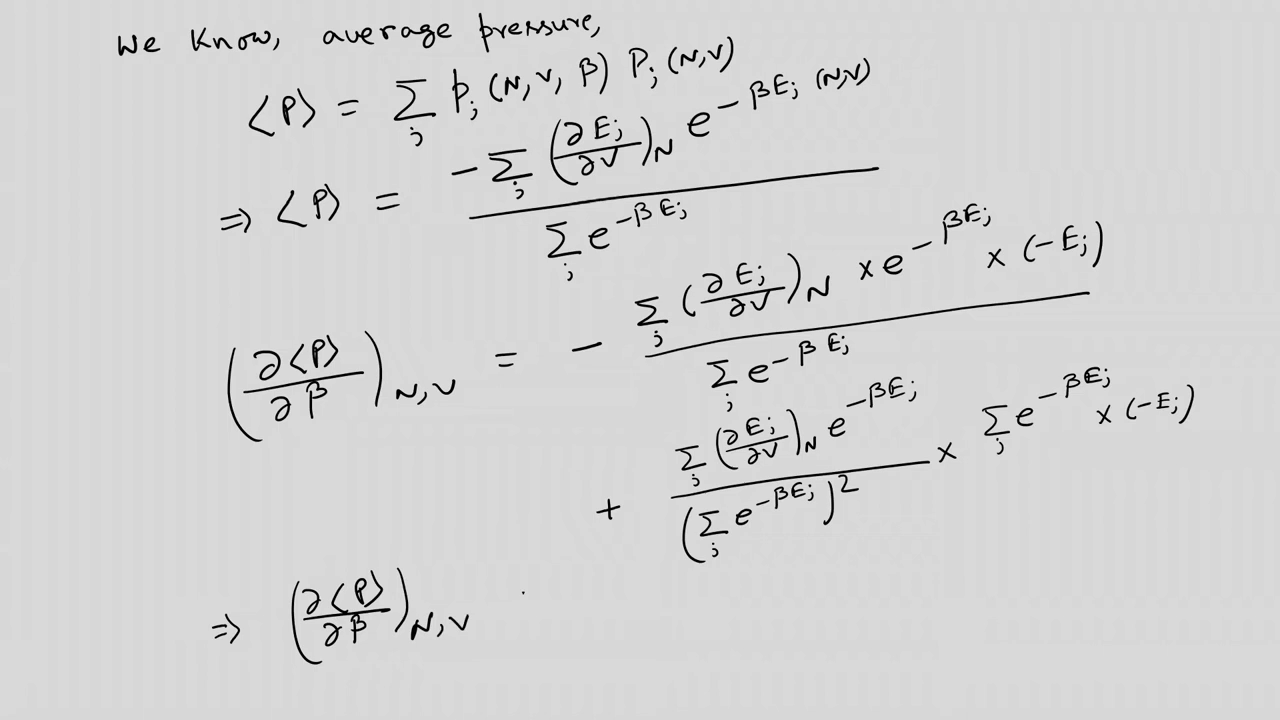 We know, average pressure,
⟨P⟩ = Σ_j p_j (N, V, β) P_j (N,V)
⇒ ⟨P⟩ = -Σ_j (∂E_j/∂V)_N e^{-βE_j (N,V)} / Σ_j e^{-βE_j}
(∂⟨P⟩/∂β)_{N,V} = - Σ_j (∂E_j/∂V)_N × e^{-βE_j} × (-E_j) / Σ_j e^{-βE_j}
+ Σ_j (∂E_j/∂V)_N e^{-βE_j} / (Σ_j e^{-βE_j})^2 × Σ_j e^{-βE_j} × (-E_j)
⇒ (∂⟨P⟩/∂β)_{N,V}